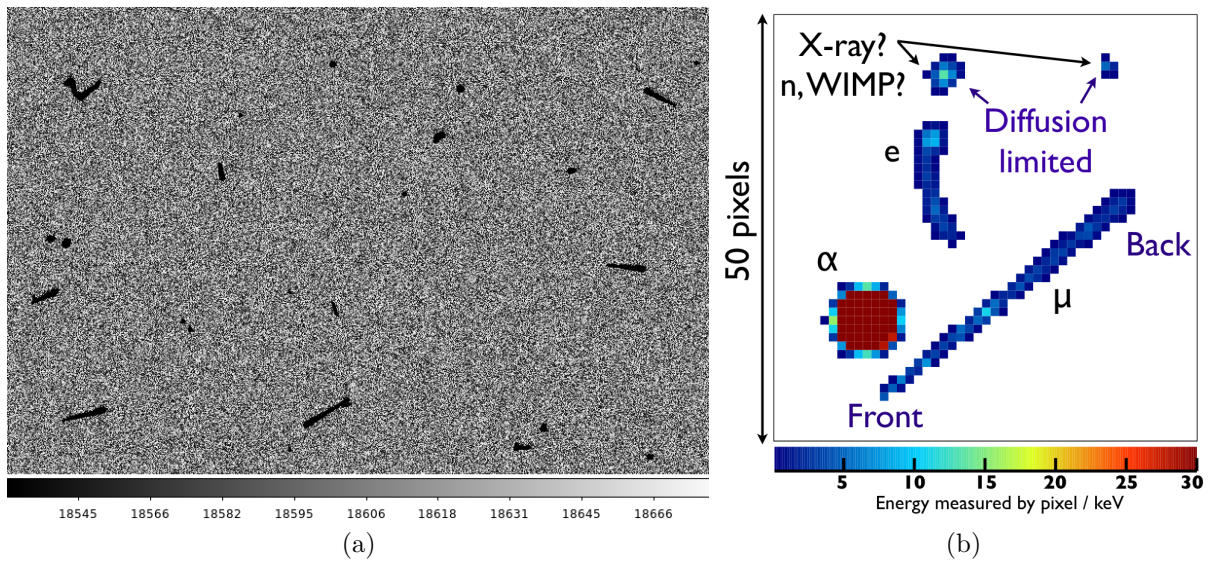 18545 18566 18582 18595 18606 18618 18631 18645 18666
(a)
50 pixels
X-ray?
n, WIMP?
Diffusion
limited
e
α
Back
μ
Front
5 10 15 20 25 30
Energy measured by pixel / keV
(b)